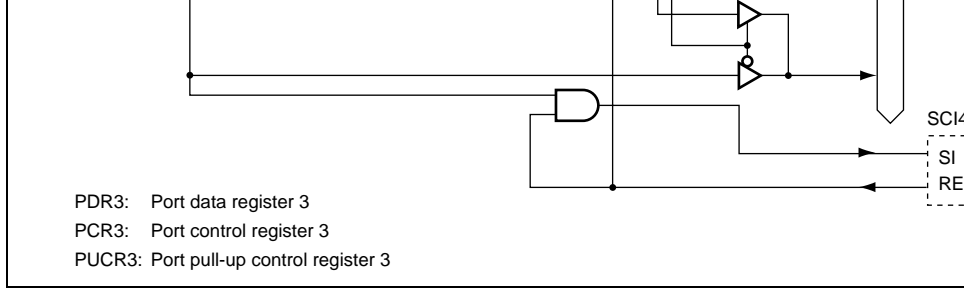 SCI4
SI
RE
PDR3: Port data register 3
PCR3: Port control register 3
PUCR3: Port pull-up control register 3